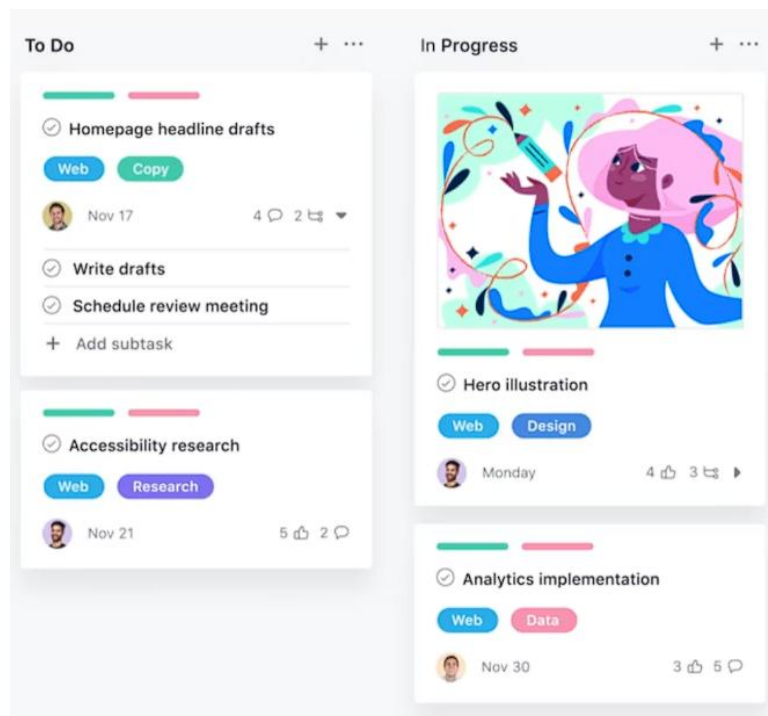 To Do
Homepage headline drafts
Web Copy
Nov 17 4 2
Write drafts
Schedule review meeting
+ Add subtask
Accessibility research
Web Research
Nov 21 5 2
In Progress
Hero illustration
Web Design
Monday 4 3
Analytics implementation
Web Data
Nov 30 3 5